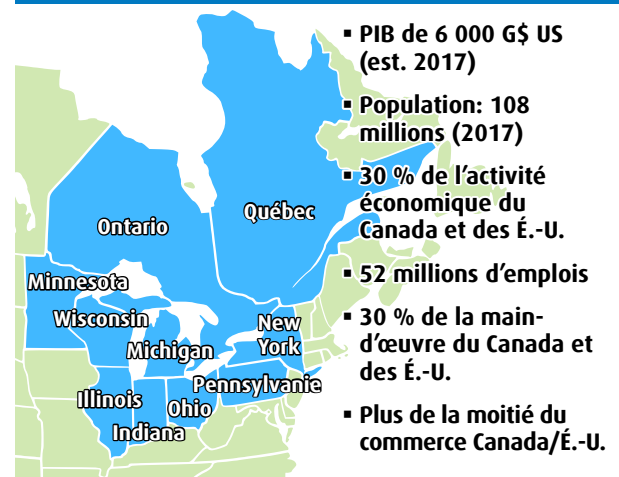 ▪ PIB de 6 000 G$ US
(est. 2017)
▪ Population: 108
millions (2017)
▪ 30 % de l’activité
économique du
Canada et des É.-U.
▪ 52 millions d’emplois
▪ 30 % de la main-
d’œuvre du Canada et
des É.-U.
▪ Plus de la moitié du
commerce Canada/É.-U.
Ontario
Québec
Minnesota
Wisconsin
Michigan
New
York
Pennsylvanie
Illinois
Ohio
Indiana